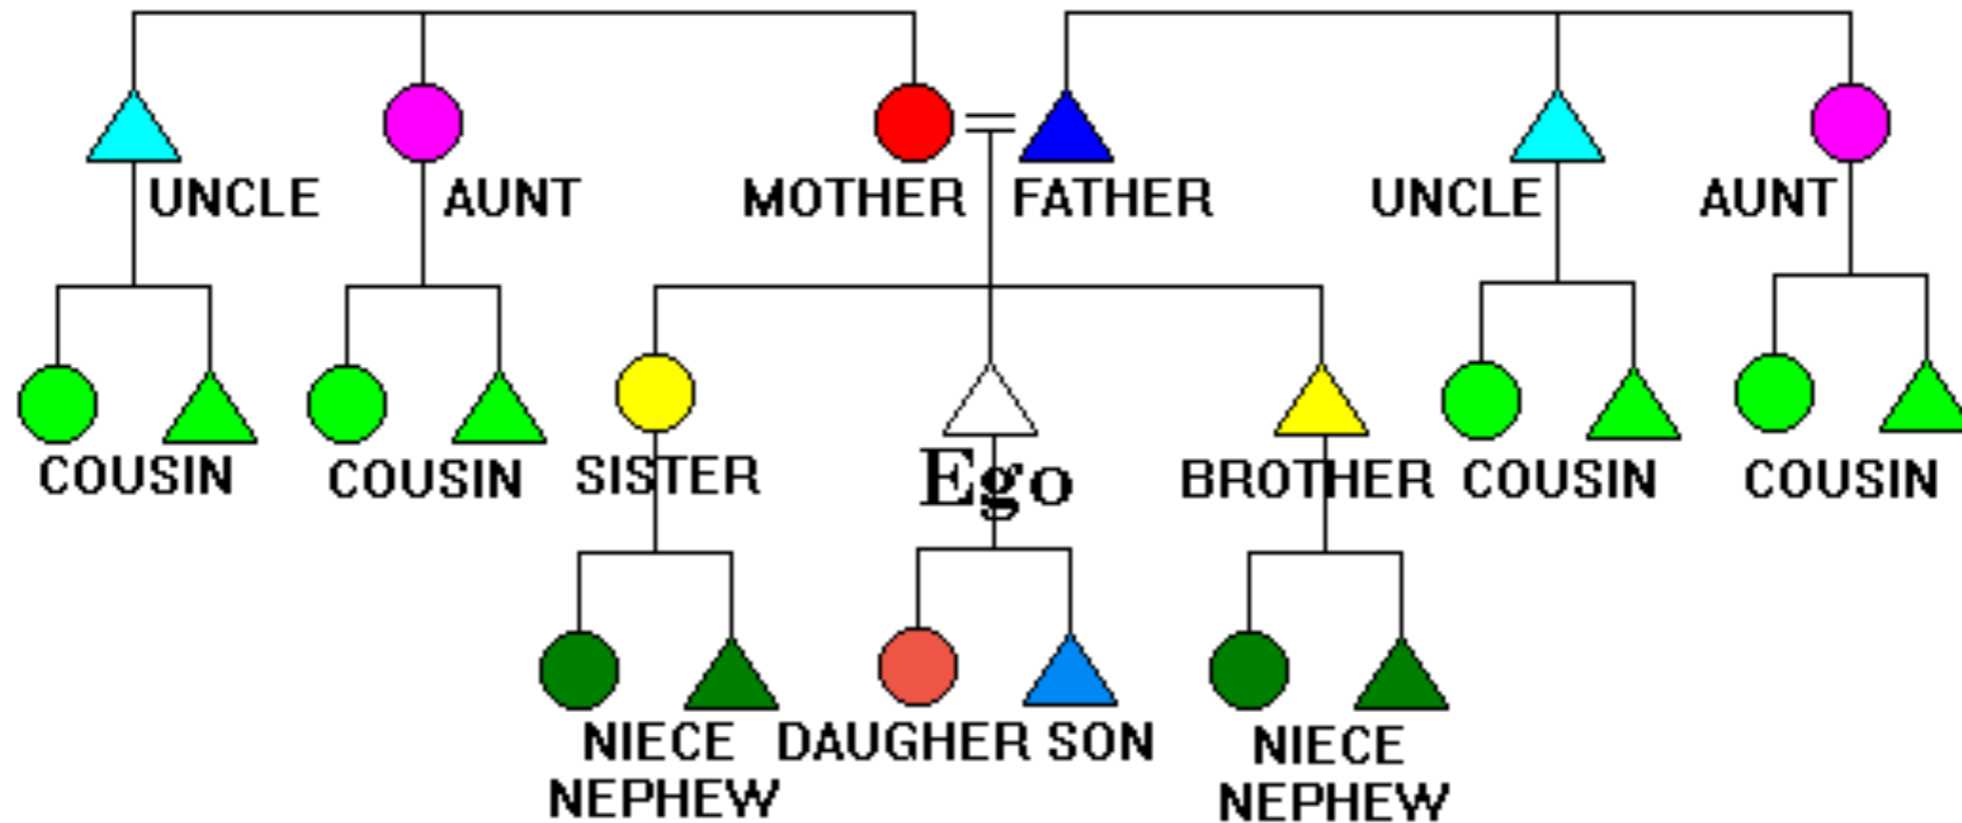 UNCLE AUNT MOTHER FATHER UNCLE AUNT
COUSIN COUSIN SISTER Ego BROTHER COUSIN COUSIN
NIECE DAUGHER SON NIECE
NEPHEW NEPHEW